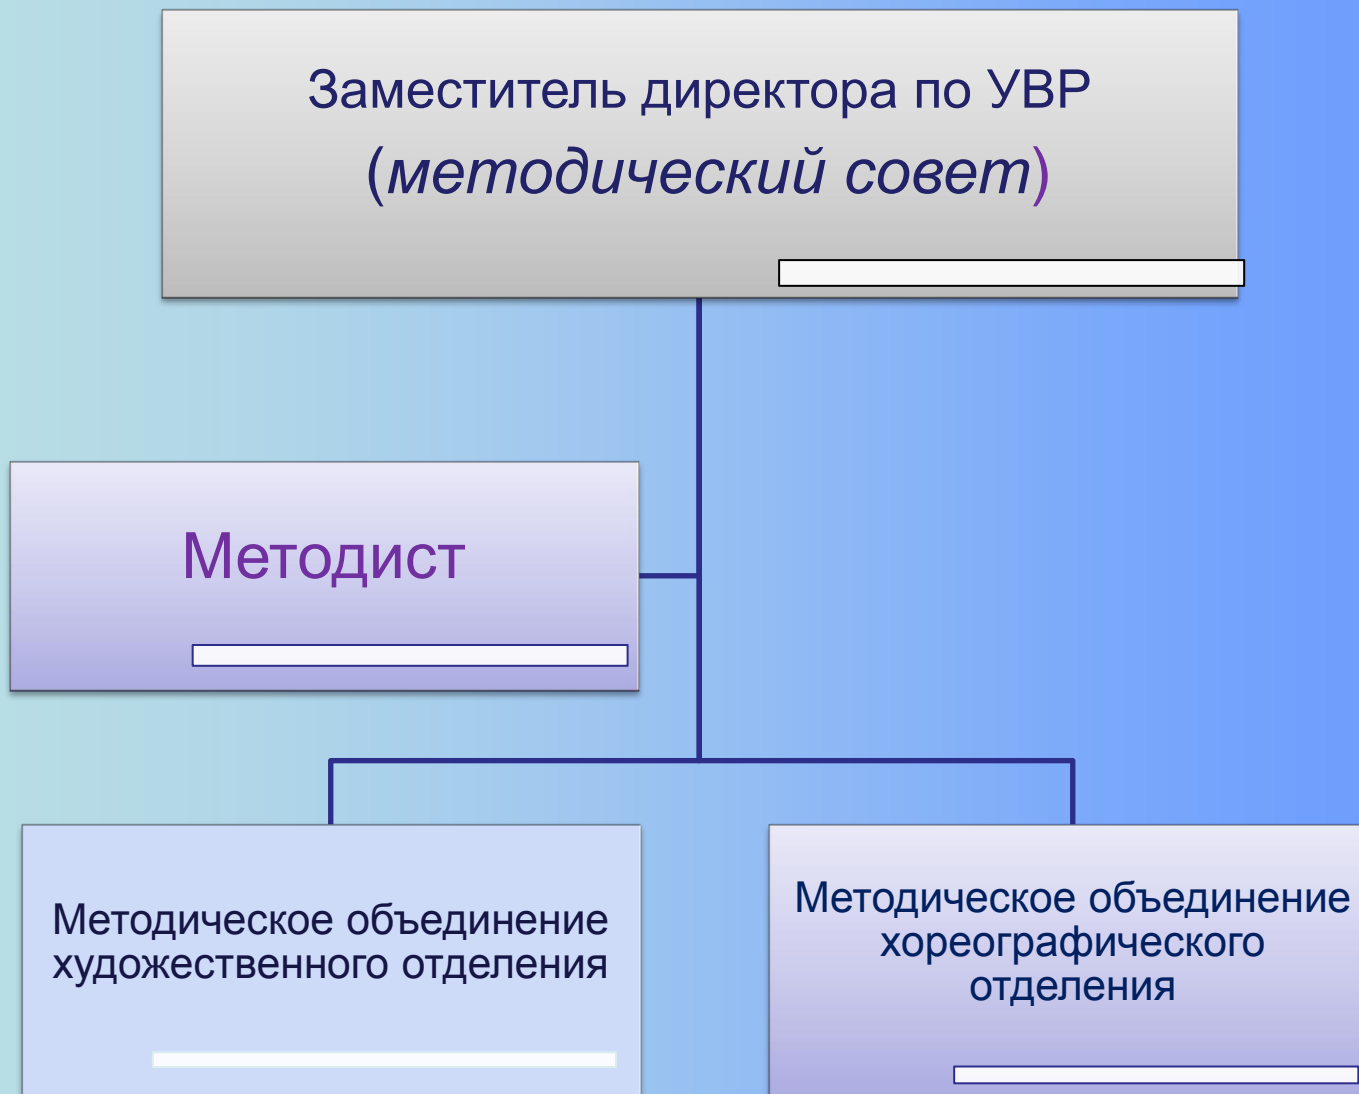 Заместитель директора по УВР
(методический совет)
Методист
Методическое объединение
художественного отделения
Методическое объединение
хореографического
отделения